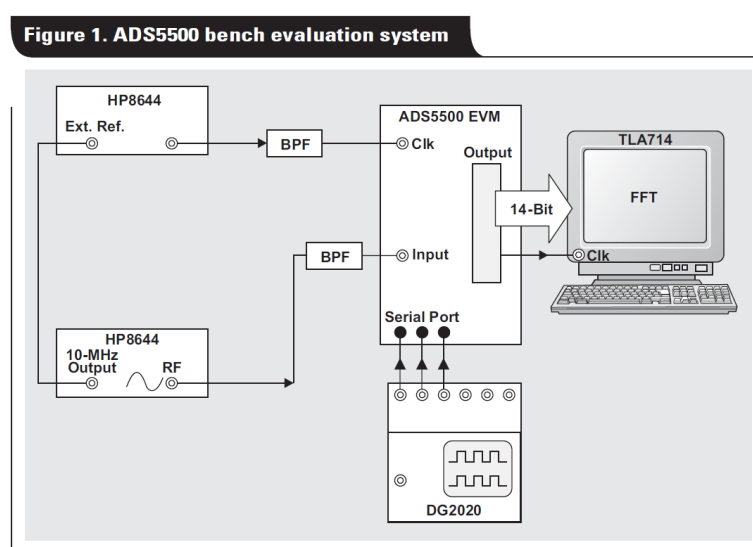 Figure 1. ADS5500 bench evaluation system
HP8644
Ext. Ref.
BPF
ADS5500 EVM
Clk
Output
TLA714
FFT
14-Bit
BPF
Input
Clk
Serial Port
HP8644
10-MHz
Output
RF
DG2020